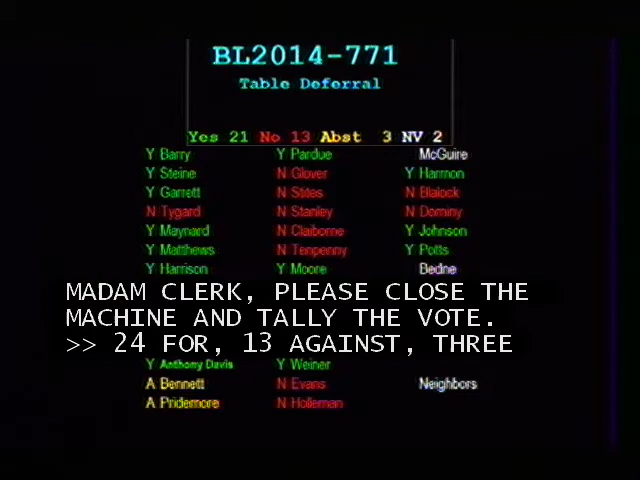 BL2014-771
Table Deferral
Yes 21 No 13 Abst 3 NV 2
Y Barry Y Pardue McGuire
Y Steine N Glover Y Harmon
Y Garrett N Stites N Blalock
N Tygard N Stanley N Dominy
Y Maynard N Claiborne Y Johnson
Y Matthews N Tenpenny Y Potts
Y Harrison Y Moore Bedne
MADAM CLERK, PLEASE CLOSE THE
MACHINE AND TALLY THE VOTE.
>> 24 FOR, 13 AGAINST, THREE
Y Anthony Davis Y Weiner
A Bennett N Evans Neighbors
A Pridemore N Holleman